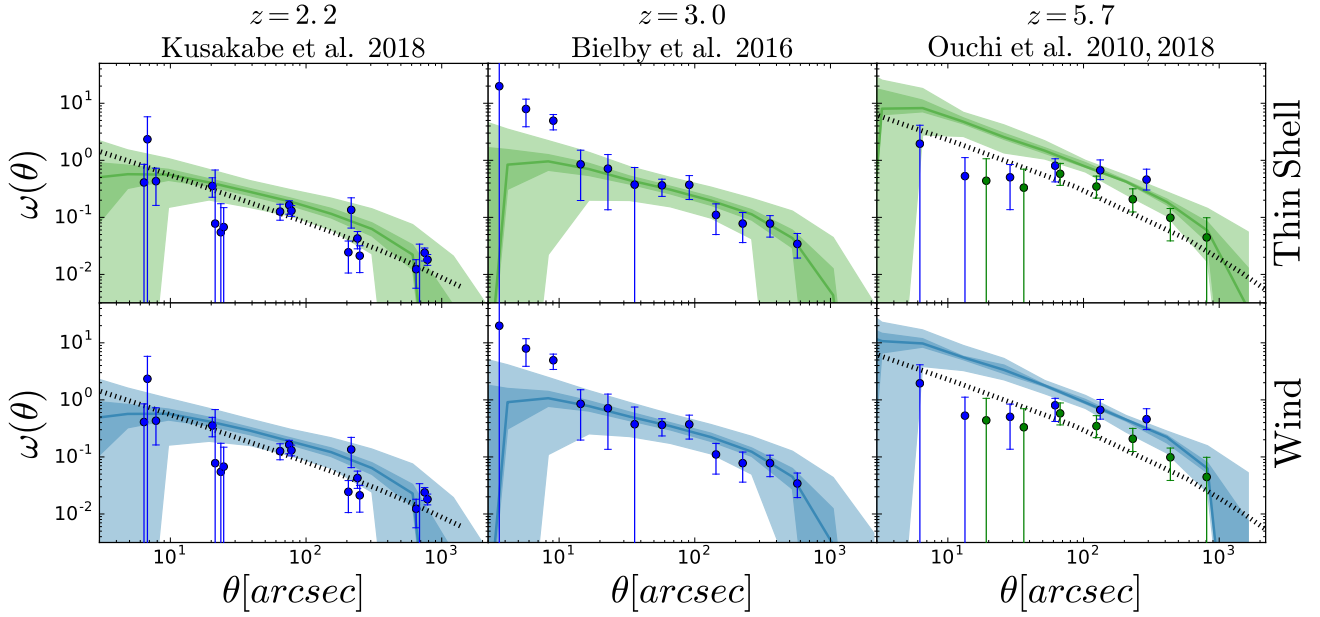 z = 2.2 z = 3.0 z = 5.7
Kusakabe et al. 2018 Bielby et al. 2016 Ouchi et al. 2010, 2018
10¹
10⁰
10⁻¹
10⁻²
ω(θ)
Thin Shell
10¹
10⁰
10⁻¹
10⁻²
ω(θ)
Wind
10¹ 10² 10³ 10¹ 10² 10³ 10¹ 10² 10³
θ[arcsec] θ[arcsec] θ[arcsec]